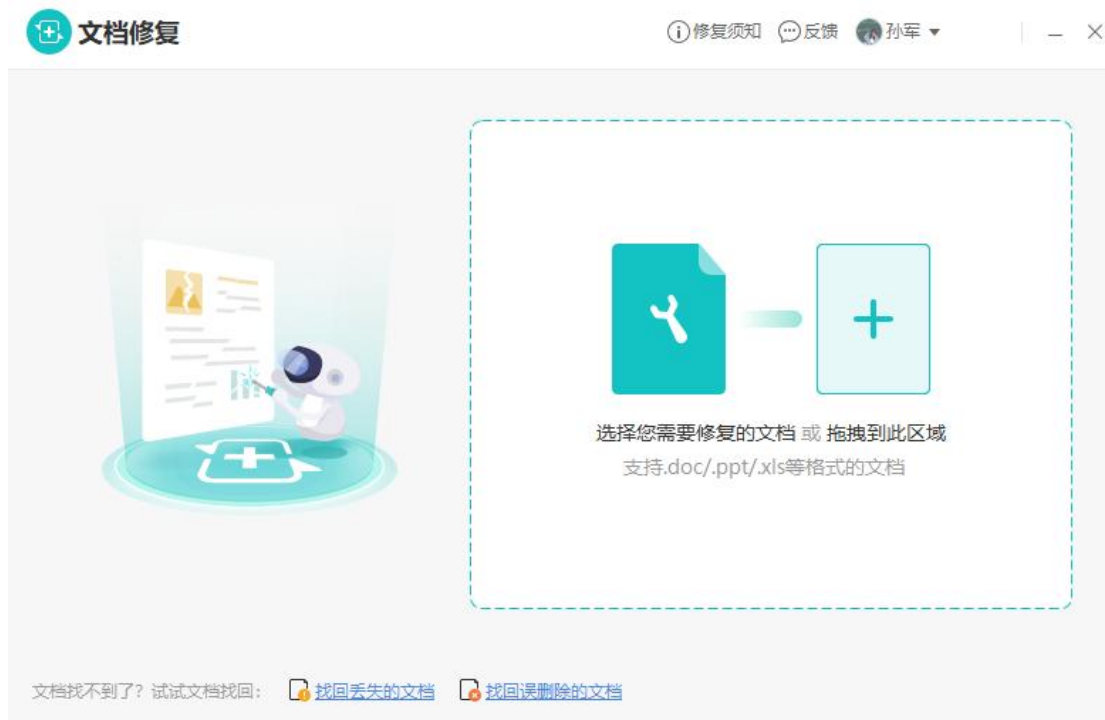 文档修复
修复须知 反馈 孙军
选择您需要修复的文档 或 拖拽到此区域
支持.doc/.ppt/.xls等格式的文档
文档找不到了？试试文档找回： 找回丢失的文档 找回误删除的文档